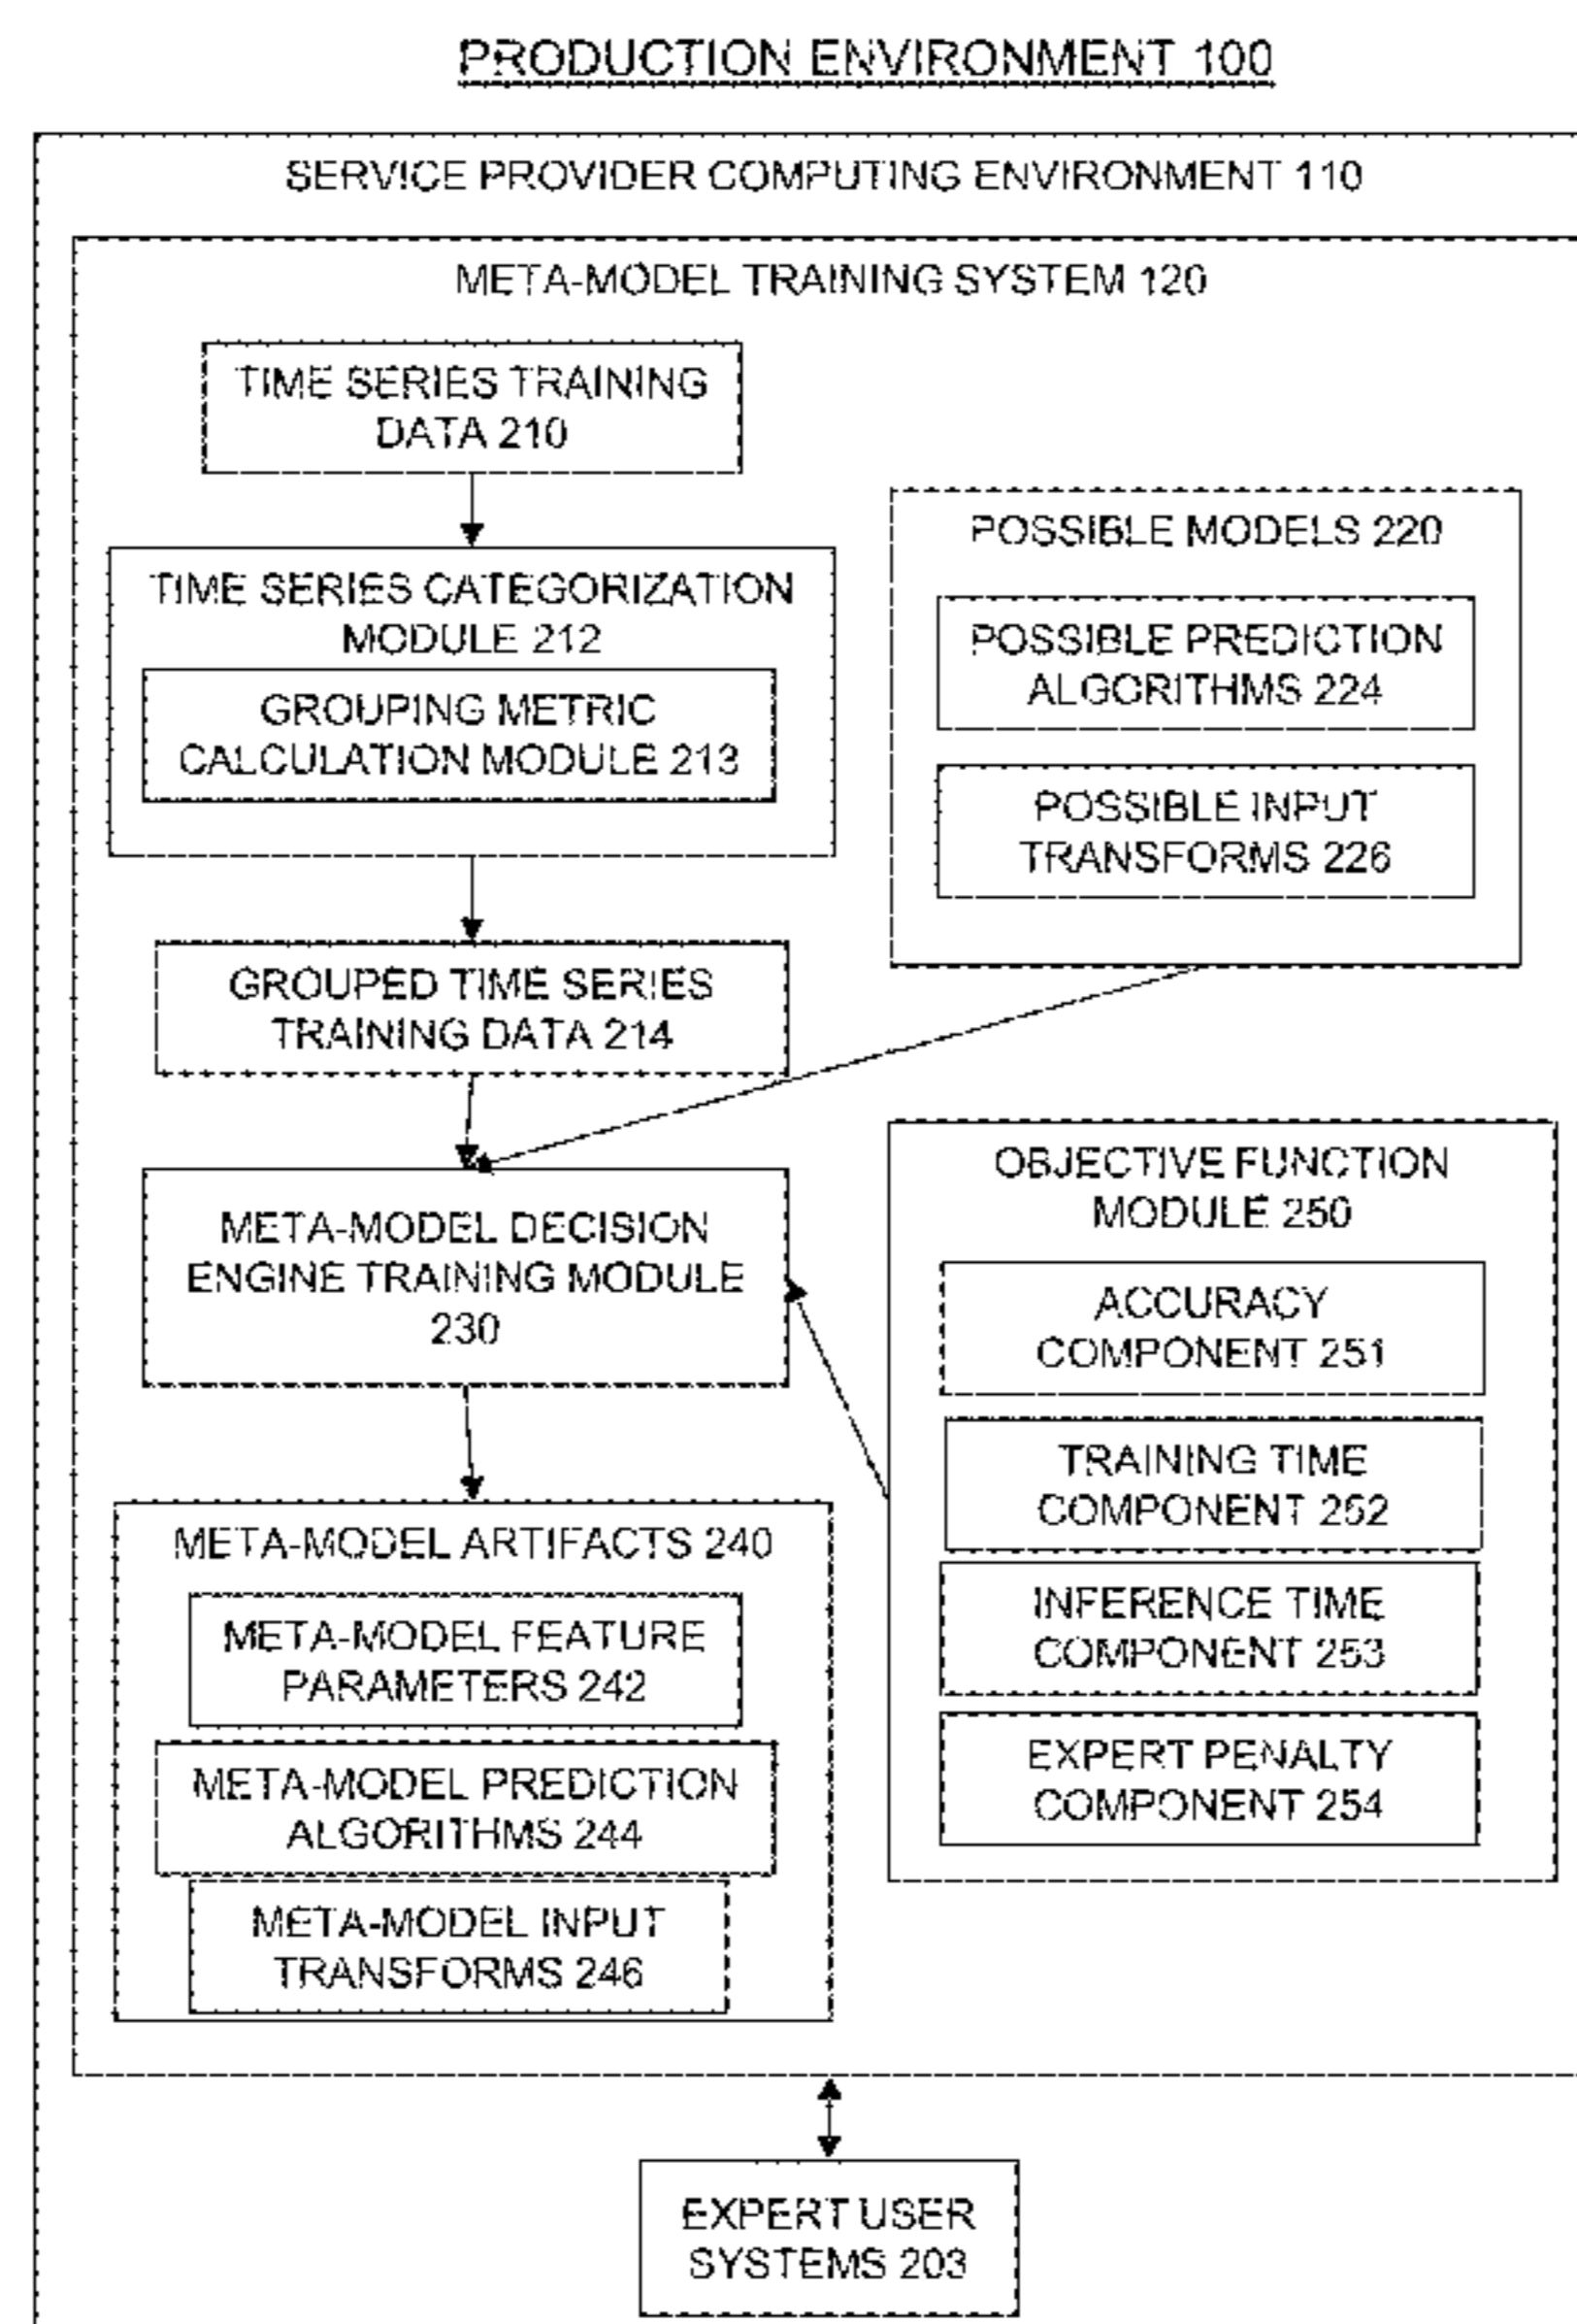 PRODUCTION ENVIRONMENT 100
SERVICE PROVIDER COMPUTING ENVIRONMENT 110
META-MODEL TRAINING SYSTEM 120
TIME SERIES TRAINING
DATA 210
TIME SERIES CATEGORIZATION
MODULE 212
GROUPING METRIC
CALCULATION MODULE 213
GROUPED TIME SERIES
TRAINING DATA 214
POSSIBLE MODELS 220
POSSIBLE PREDICTION
ALGORITHMS 224
POSSIBLE INPUT
TRANSFORMS 226
META-MODEL DECISION
ENGINE TRAINING MODULE
230
OBJECTIVE FUNCTION
MODULE 250
ACCURACY
COMPONENT 251
TRAINING TIME
COMPONENT 252
INFERENCE TIME
COMPONENT 253
EXPERT PENALTY
COMPONENT 254
META-MODEL ARTIFACTS 240
META-MODEL FEATURE
PARAMETERS 242
META-MODEL PREDICTION
ALGORITHMS 244
META-MODEL INPUT
TRANSFORMS 246
EXPERT USER
SYSTEMS 203